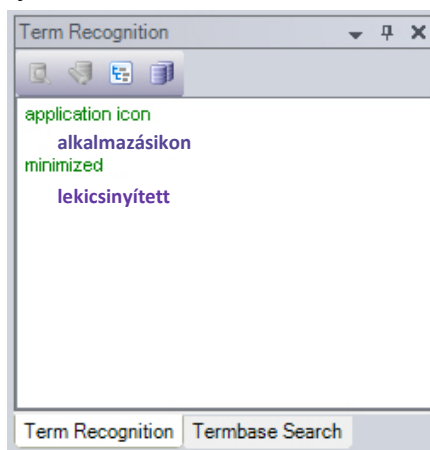 Term Recognition
application icon
alkalmazásikon
minimized
lekicsinyített
Term Recognition Termbase Search